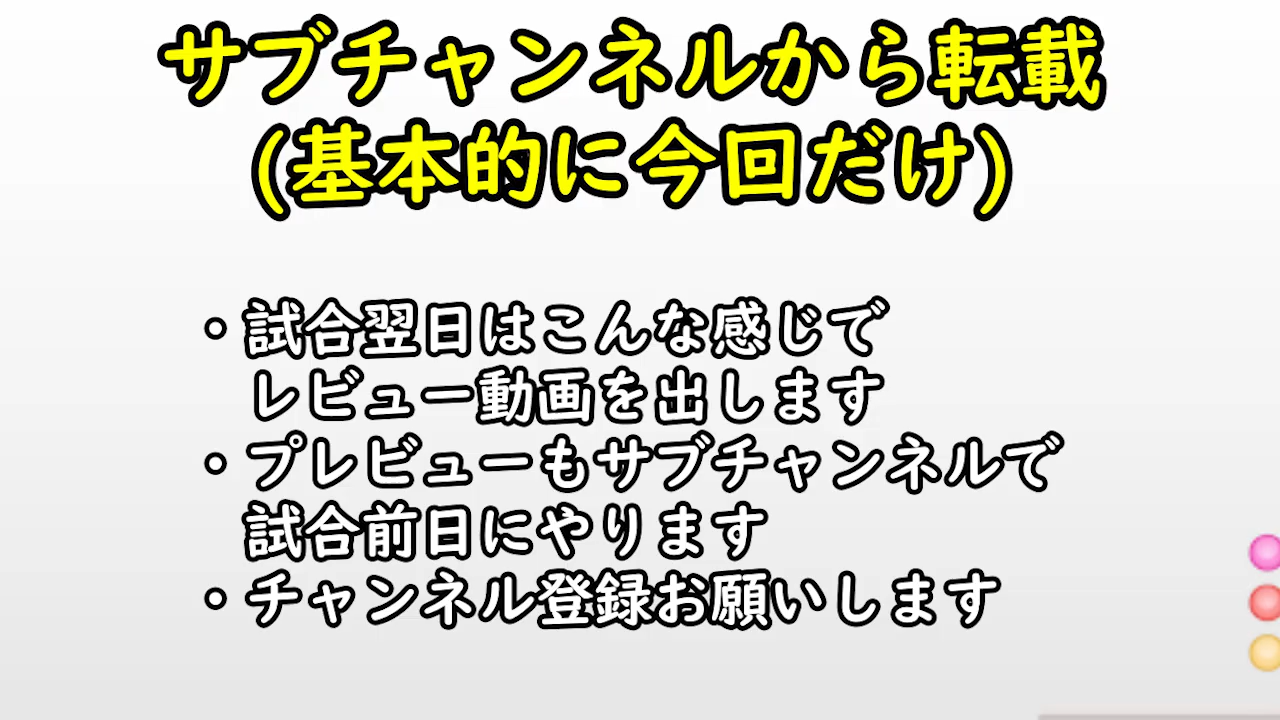 サブチャンネルから転載
(基本的に今回だけ)
・試合翌日はこんな感じで
レビュー動画を出します
・プレビューもサブチャンネルで
試合前日にやります
・チャンネル登録お願いします